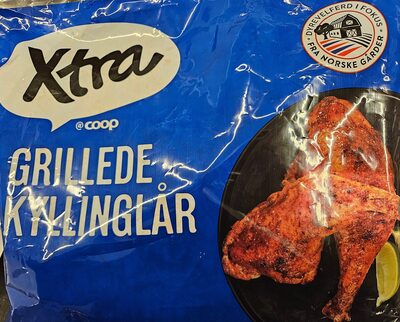 Xtra
@coop
GRILLEDE
KYLLINGLÅR
DYREVELFERD I FOKUS
FRA NORSKE GÅRDER